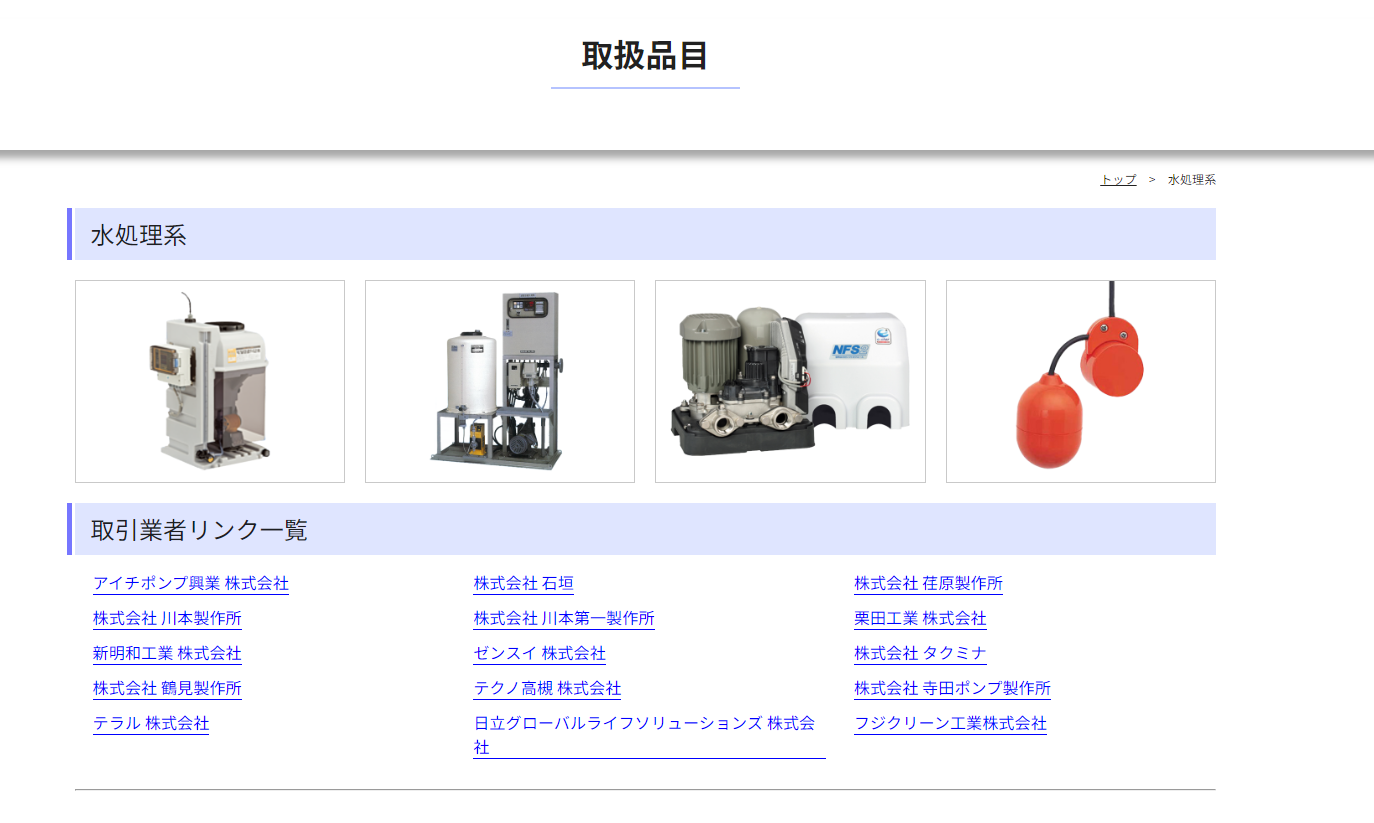 取扱品目
トップ > 水処理系
水処理系
NFS
取引業者リンク一覧
アイチポンプ興業 株式会社
株式会社 石垣
株式会社 荏原製作所
株式会社 川本製作所
株式会社 川本第一製作所
栗田工業 株式会社
新明和工業 株式会社
ゼンスイ 株式会社
株式会社 タクミナ
株式会社 鶴見製作所
テクノ高槻 株式会社
株式会社 寺田ポンプ製作所
テラル 株式会社
日立グローバルライフソリューションズ 株式会
社
フジクリーン工業株式会社